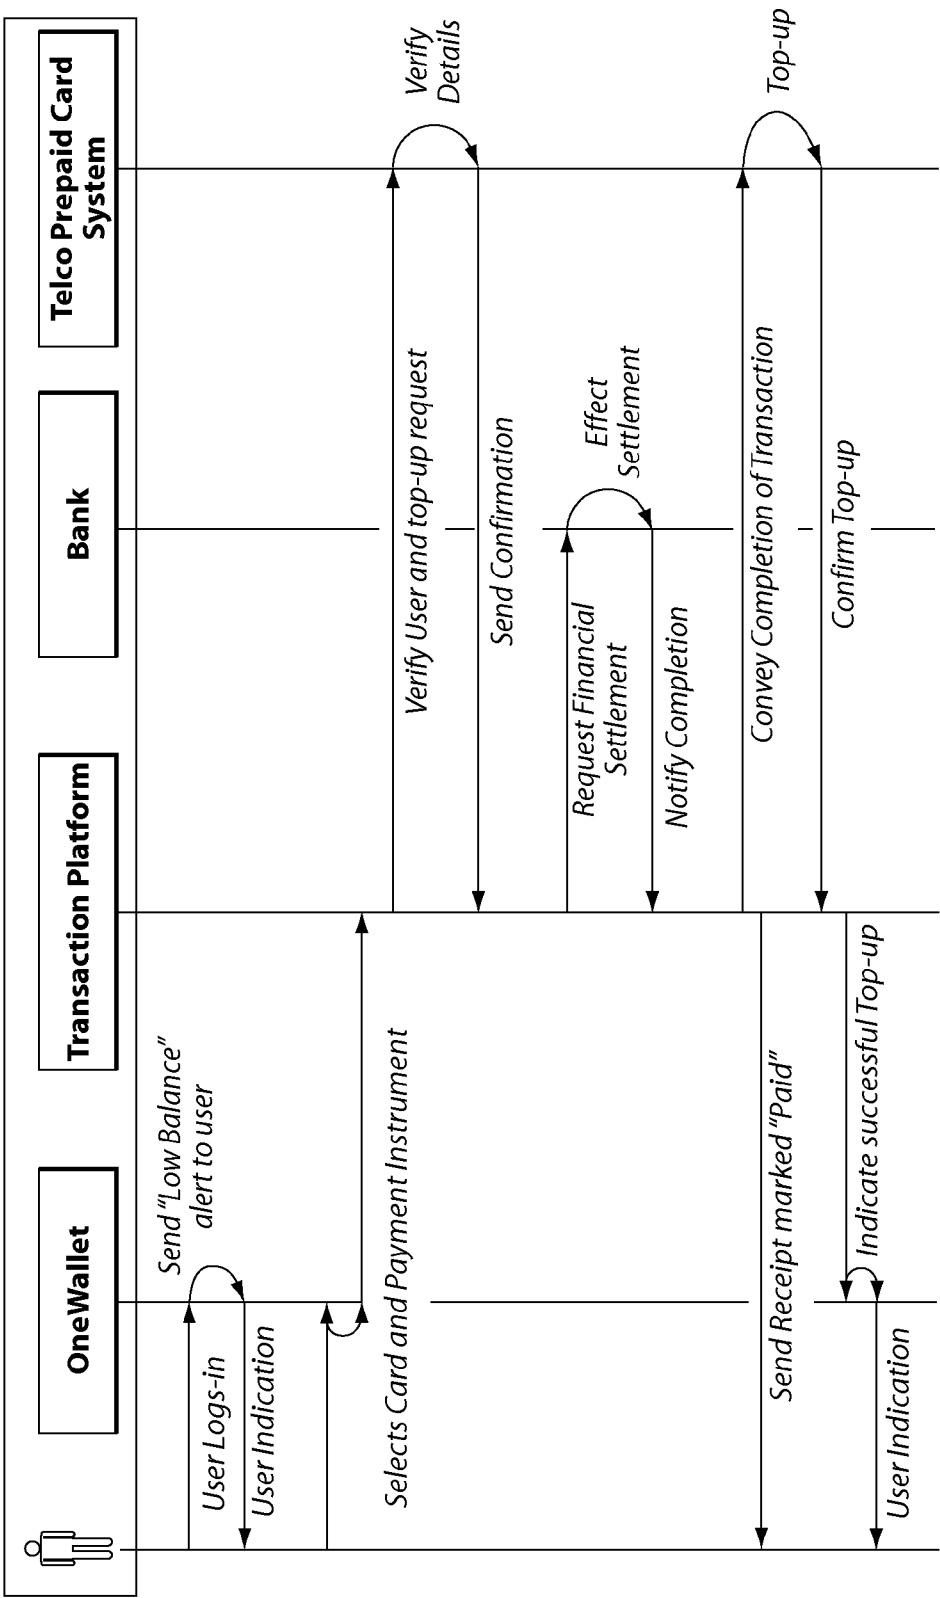 OneWallet
Transaction Platform
Bank
Telco Prepaid Card
System
Send "Low Balance"
alert to user
User Logs-in
User Indication
Selects Card and Payment Instrument
Verify User and top-up request
Verify
Details
Send Confirmation
Request Financial
Settlement
Effect
Settlement
Notify Completion
Convey Completion of Transaction
Top-up
Send Receipt marked "Paid"
Confirm Top-up
Indicate successful Top-up
User Indication